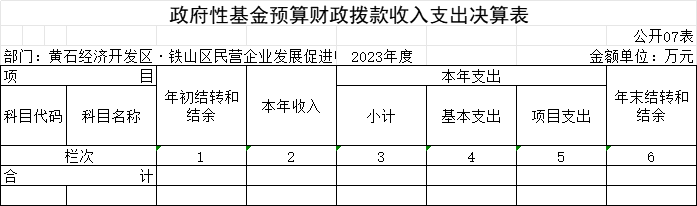 政府性基金预算财政拨款收入支出决算表
公开07表
部门：黄石经济开发区·铁山区民营企业发展促进 2023年度 金额单位：万元
项 目 年初结转和结余 本年收入 本年支出 年末结转和结余
科目代码 科目名称 小计 基本支出 项目支出
栏次 1 2 3 4 5 6
合 计